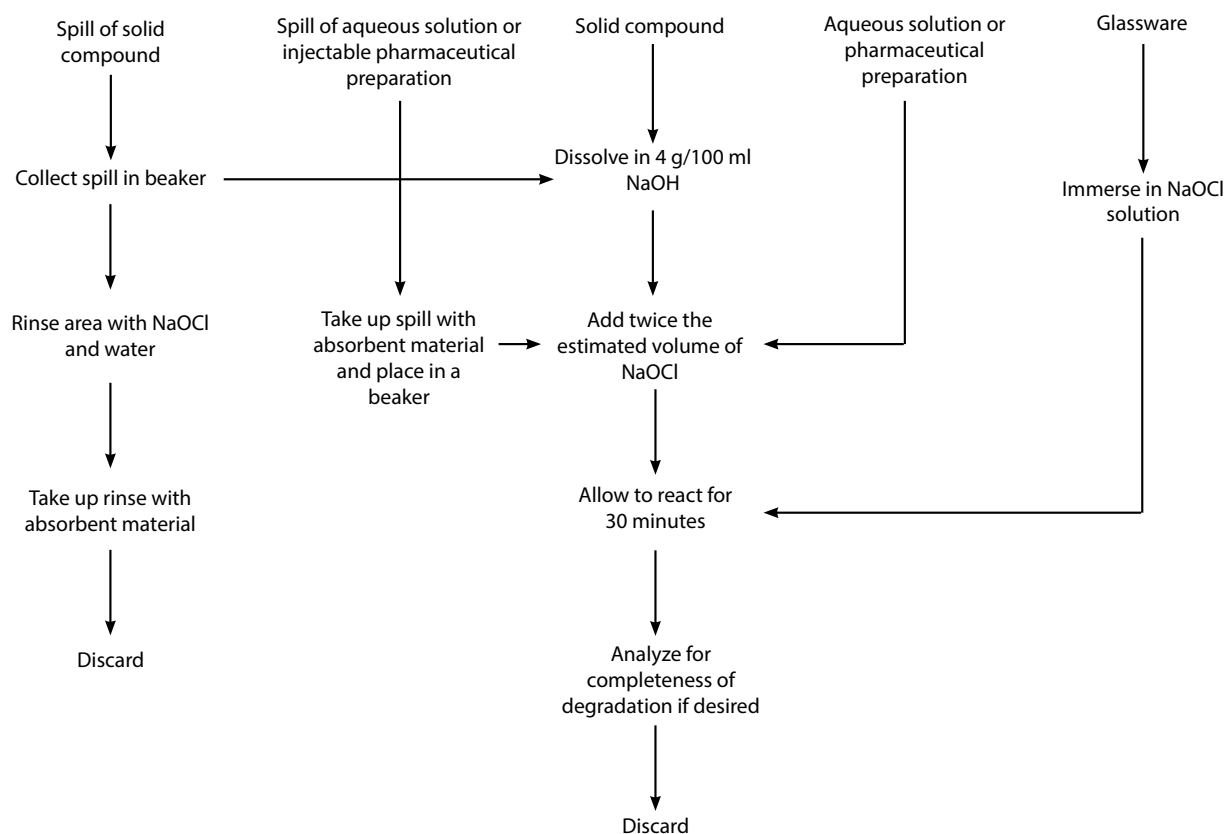 Spill of solid
compound
Spill of aqueous solution or
injectable pharmaceutical
preparation
Solid compound
Aqueous solution or
pharmaceutical
preparation
Glassware
Collect spill in beaker
Dissolve in 4 g/100 ml
NaOH
Immerse in NaOCl
solution
Rinse area with NaOCl
and water
Take up spill with
absorbent material
and place in a
beaker
Add twice the
estimated volume of
NaOCl
Take up rinse with
absorbent material
Allow to react for
30 minutes
Discard
Analyze for
completeness of
degradation if desired
Discard